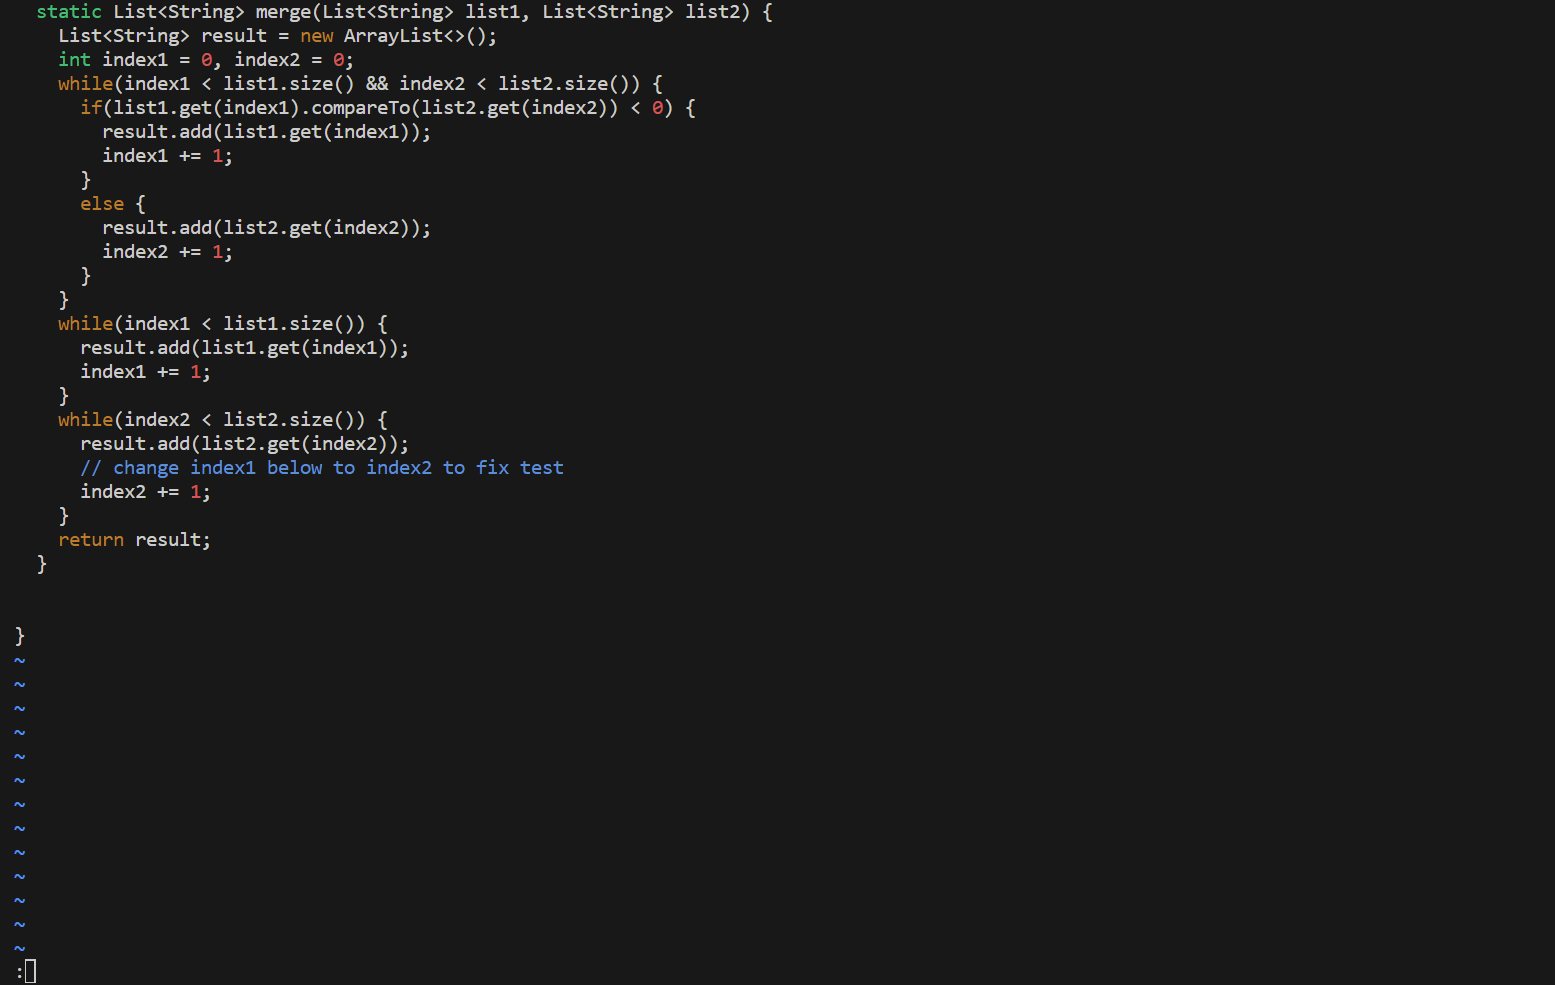 static List<String> merge(List<String> list1, List<String> list2) {
List<String> result = new ArrayList<>();
int index1 = 0, index2 = 0;
while(index1 < list1.size() && index2 < list2.size()) {
if(list1.get(index1).compareTo(list2.get(index2)) < 0) {
result.add(list1.get(index1));
index1 += 1;
}
else {
result.add(list2.get(index2));
index2 += 1;
}
}
while(index1 < list1.size()) {
result.add(list1.get(index1));
index1 += 1;
}
while(index2 < list2.size()) {
result.add(list2.get(index2));
// change index1 below to index2 to fix test
index2 += 1;
}
return result;
}
}
~
~
~
~
~
~
~
~
~
~
~
~
~
: